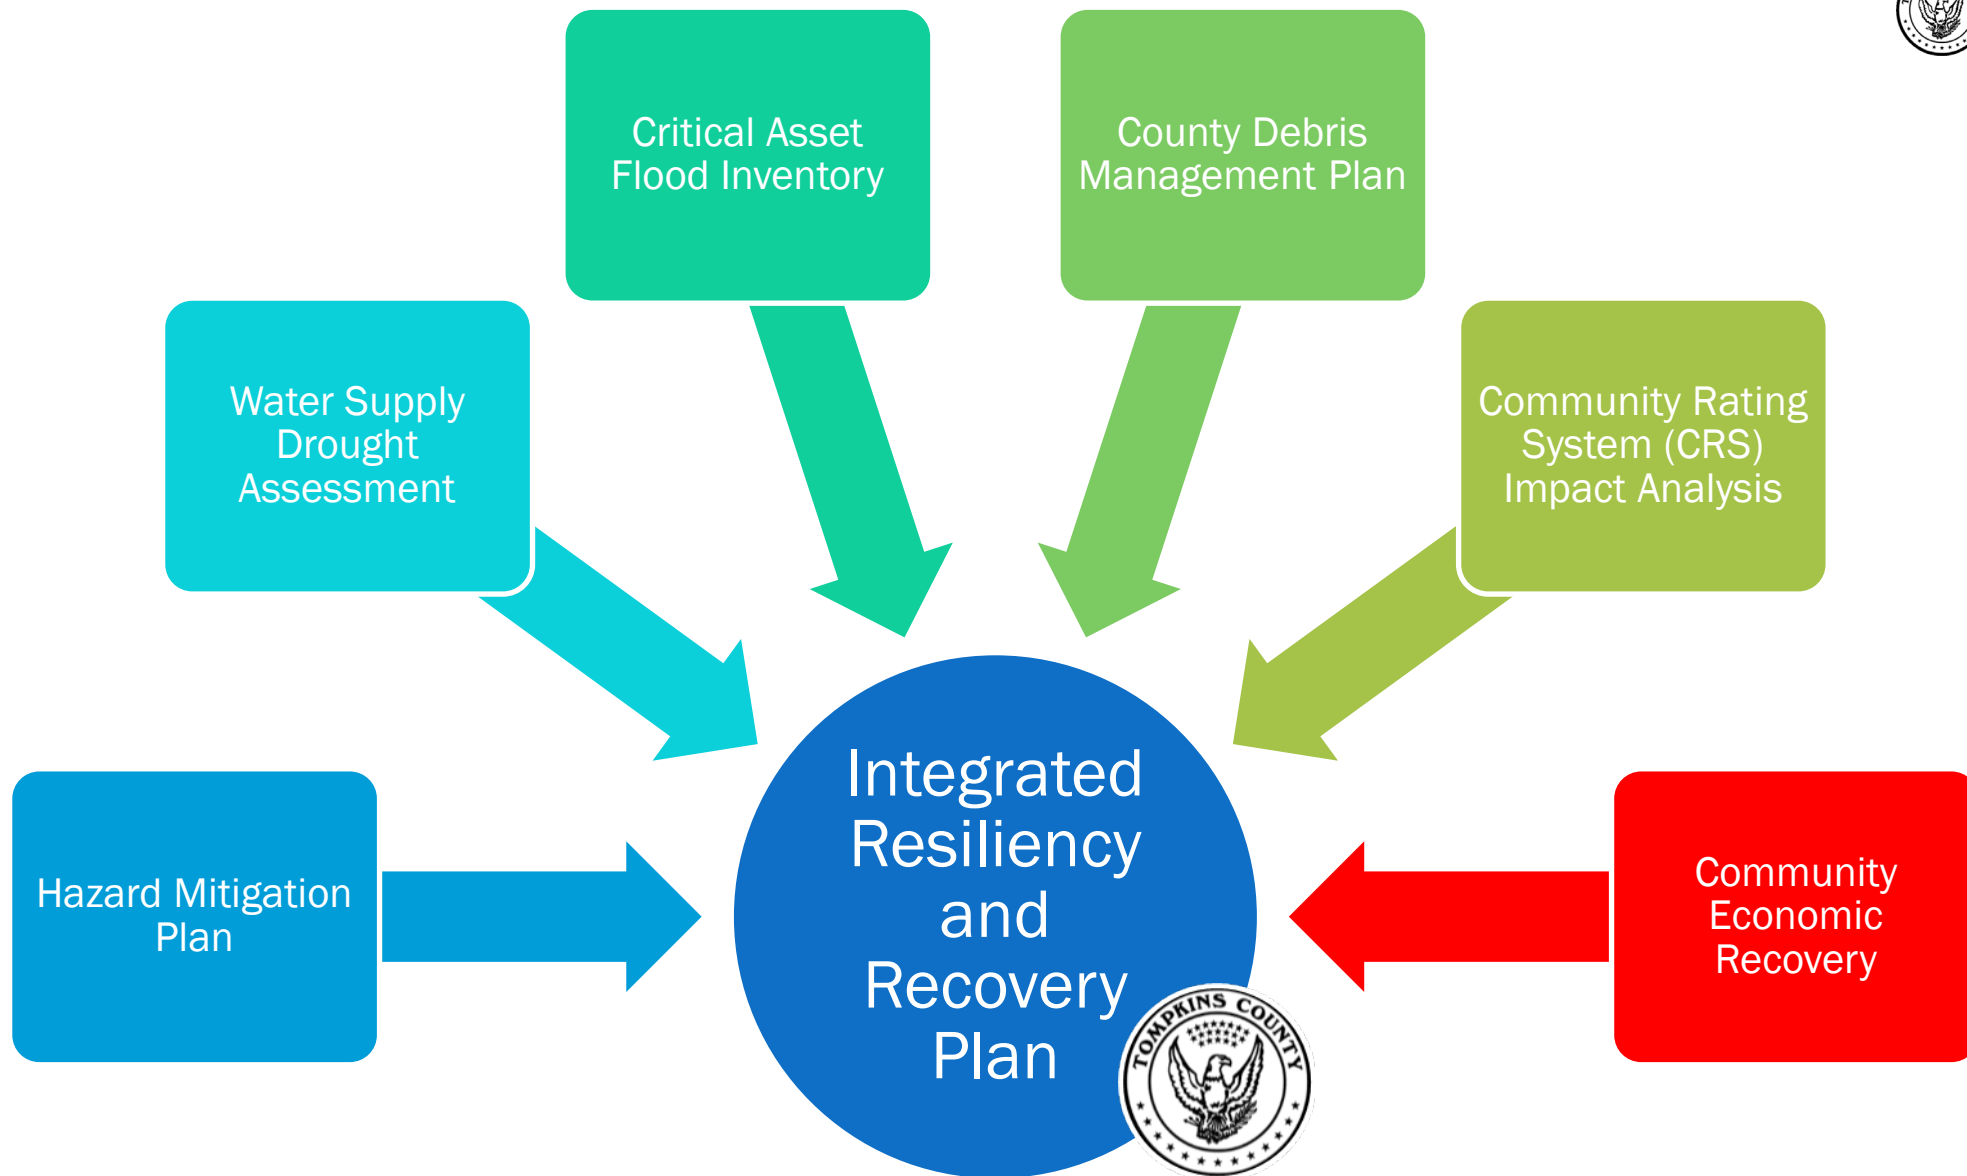 Critical Asset
Flood Inventory
County Debris
Management Plan
Water Supply
Drought
Assessment
Community Rating
System (CRS)
Impact Analysis
Hazard Mitigation
Plan
Integrated
Resiliency
and
Recovery
Plan
Community
Economic
Recovery
TOMPKINS COUNTY